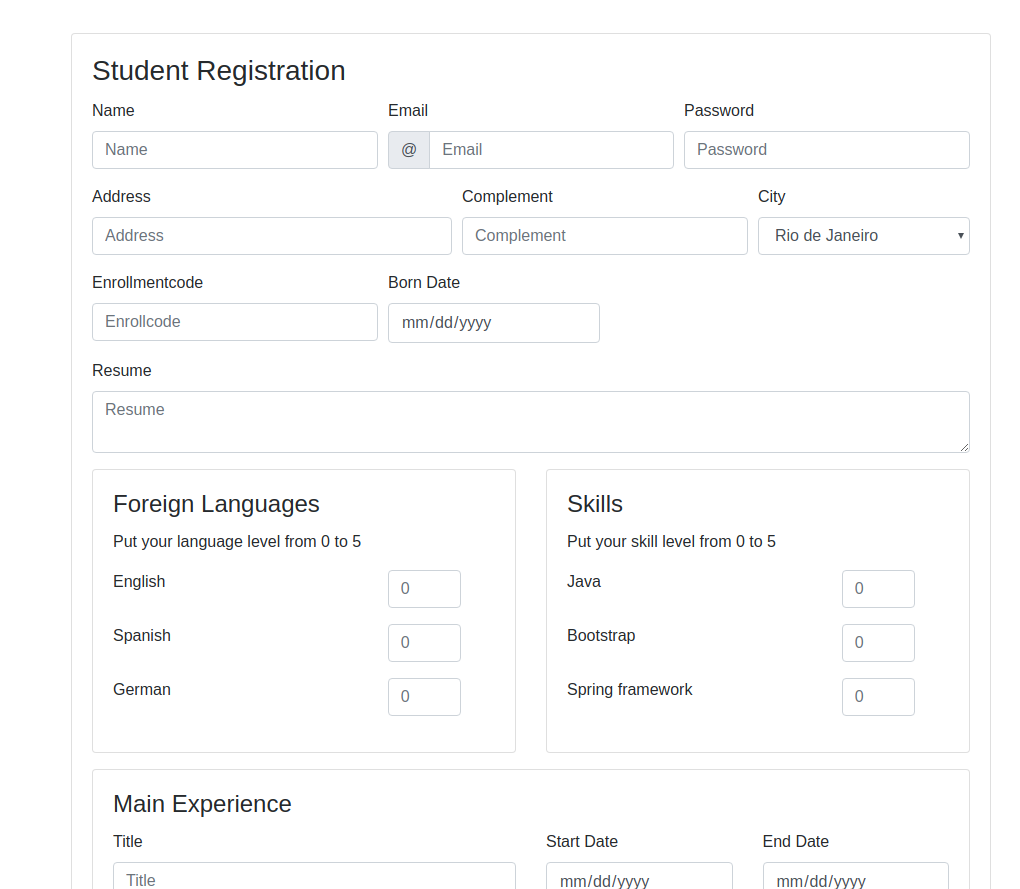 Student Registration
Name Email Password
Name @ Email Password
Address Complement City
Address Complement Rio de Janeiro
Enrollmentcode Born Date
Enrollcode mm/dd/yyyy
Resume
Resume
Foreign Languages
Put your language level from 0 to 5
English 0
Spanish 0
German 0
Skills
Put your skill level from 0 to 5
Java 0
Bootstrap 0
Spring framework 0
Main Experience
Title Start Date End Date
Title mm/dd/yyyy mm/dd/yyyy